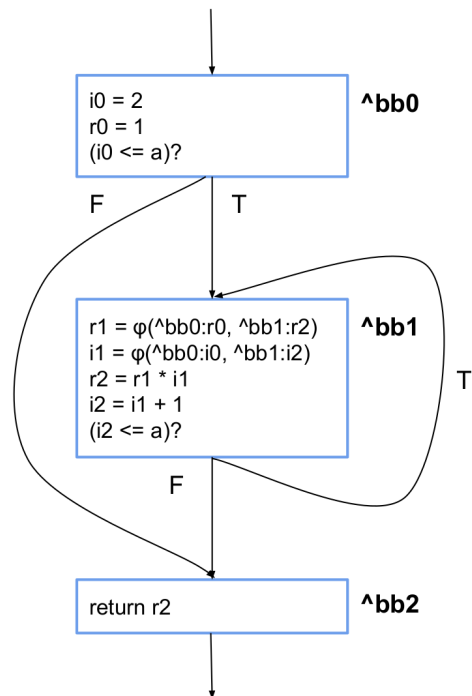 i0 = 2
r0 = 1
(i0 <= a)?
^bb0
F
T
r1 = φ(^bb0:r0, ^bb1:r2)
i1 = φ(^bb0:i0, ^bb1:i2)
r2 = r1 * i1
i2 = i1 + 1
(i2 <= a)?
^bb1
T
F
return r2
^bb2